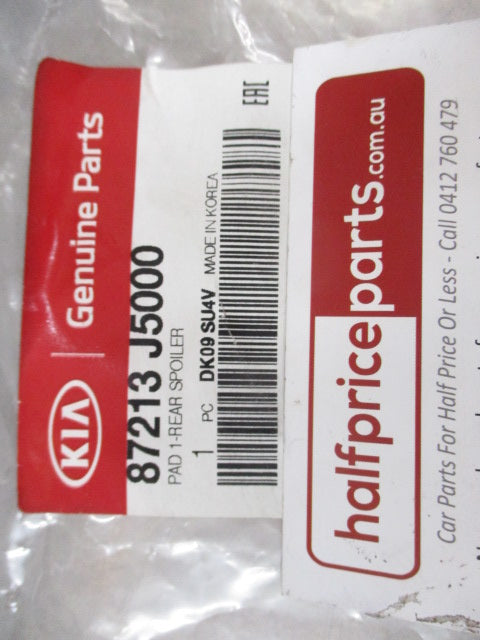 KIA | Genuine Parts
EAC
87213 J5000
PAD 1-REAR SPOILER
1 PC DK09 SU4V MADE IN KOREA
halfpriceparts.com.au
Car Parts For Half Price Or Less - Call 0412 760 479